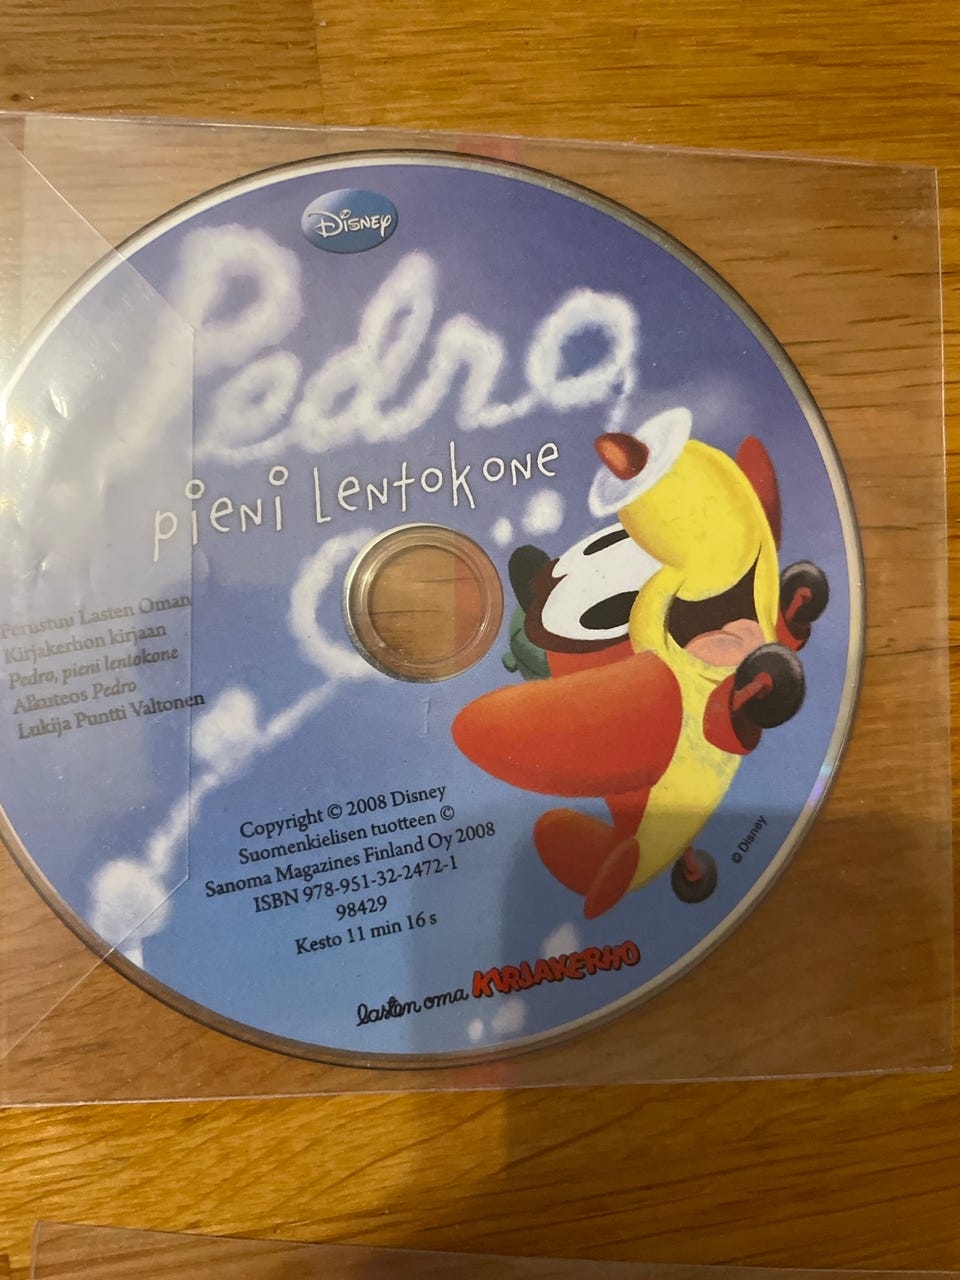 Disney
Pedro
pieni lentokone
Perustuu Lasten Oman
Kirjakerhon kirjaan
Pedro, pieni lentokone
Alkuteos Pedro
Lukija Puntti Valtonen
Copyright © 2008 Disney
Suomenkielisen tuotteen ©
Sanoma Magazines Finland Oy 2008
ISBN 978-951-32-2472-1
98429
Kesto 11 min 16 s
© Disney
lasten oma KIRJAKERHO